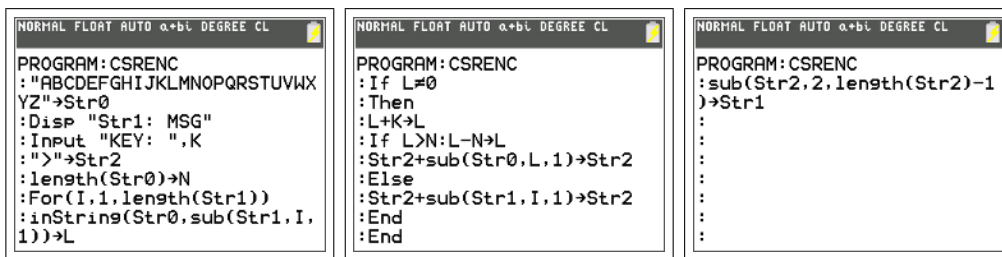 NORMAL FLOAT AUTO a+bi DEGREE CL
PROGRAM:CSRENC
:"ABCDEFGHIJKLMNOPQRSTUVWX
YZ"→Str0
:Disp "Str1: MSG"
:Input "KEY: ",K
:">"→Str2
:length(Str0)→N
:For(I,1,length(Str1))
:inString(Str0,sub(Str1,I,
1))→L
NORMAL FLOAT AUTO a+bi DEGREE CL
PROGRAM:CSRENC
:If L≠0
:Then
:L+K→L
:If L>N:L-N→L
:Str2+sub(Str0,L,1)→Str2
:Else
:Str2+sub(Str1,I,1)→Str2
:End
:End
NORMAL FLOAT AUTO a+bi DEGREE CL
PROGRAM:CSRENC
:sub(Str2,2,length(Str2)-1
)→Str1
:
:
:
:
:
:
: